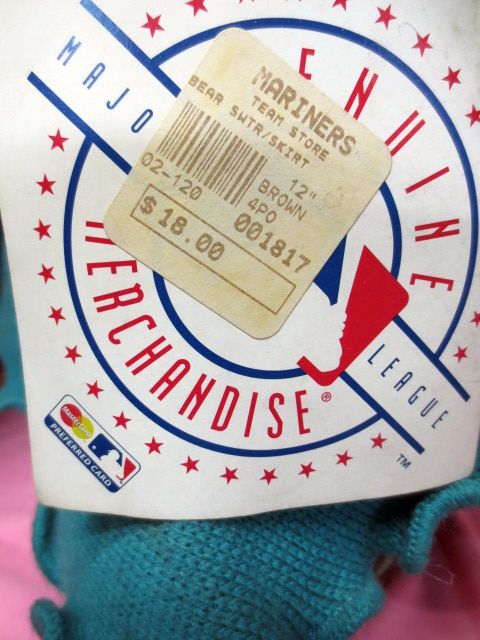 MARINERS
TEAM STORE
BEAR SWTR/SKIRT
12"
BROWN
02-120 4PO
001817
$18.00
ENUINE
MAJO
LEAGUE
MERCHANDISE®
TM
MasterCard
PREFERRED CARD